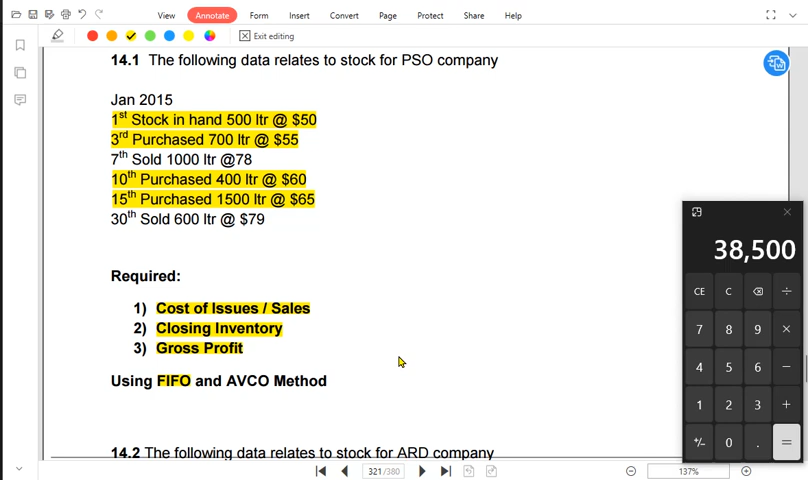 View Annotate Form Insert Convert Page Protect Share Help
Exit editing
14.1 The following data relates to stock for PSO company
Jan 2015
1st Stock in hand 500 ltr @ $50
3rd Purchased 700 ltr @ $55
7th Sold 1000 ltr @78
10th Purchased 400 ltr @ $60
15th Purchased 1500 ltr @ $65
30th Sold 600 ltr @ $79
Required:
1) Cost of Issues / Sales
2) Closing Inventory
3) Gross Profit
Using FIFO and AVCO Method
14.2 The following data relates to stock for ARD company
321/380
137%
38,500
CE C ÷
7 8 9 ×
4 5 6 −
1 2 3 +
+/- 0 . =